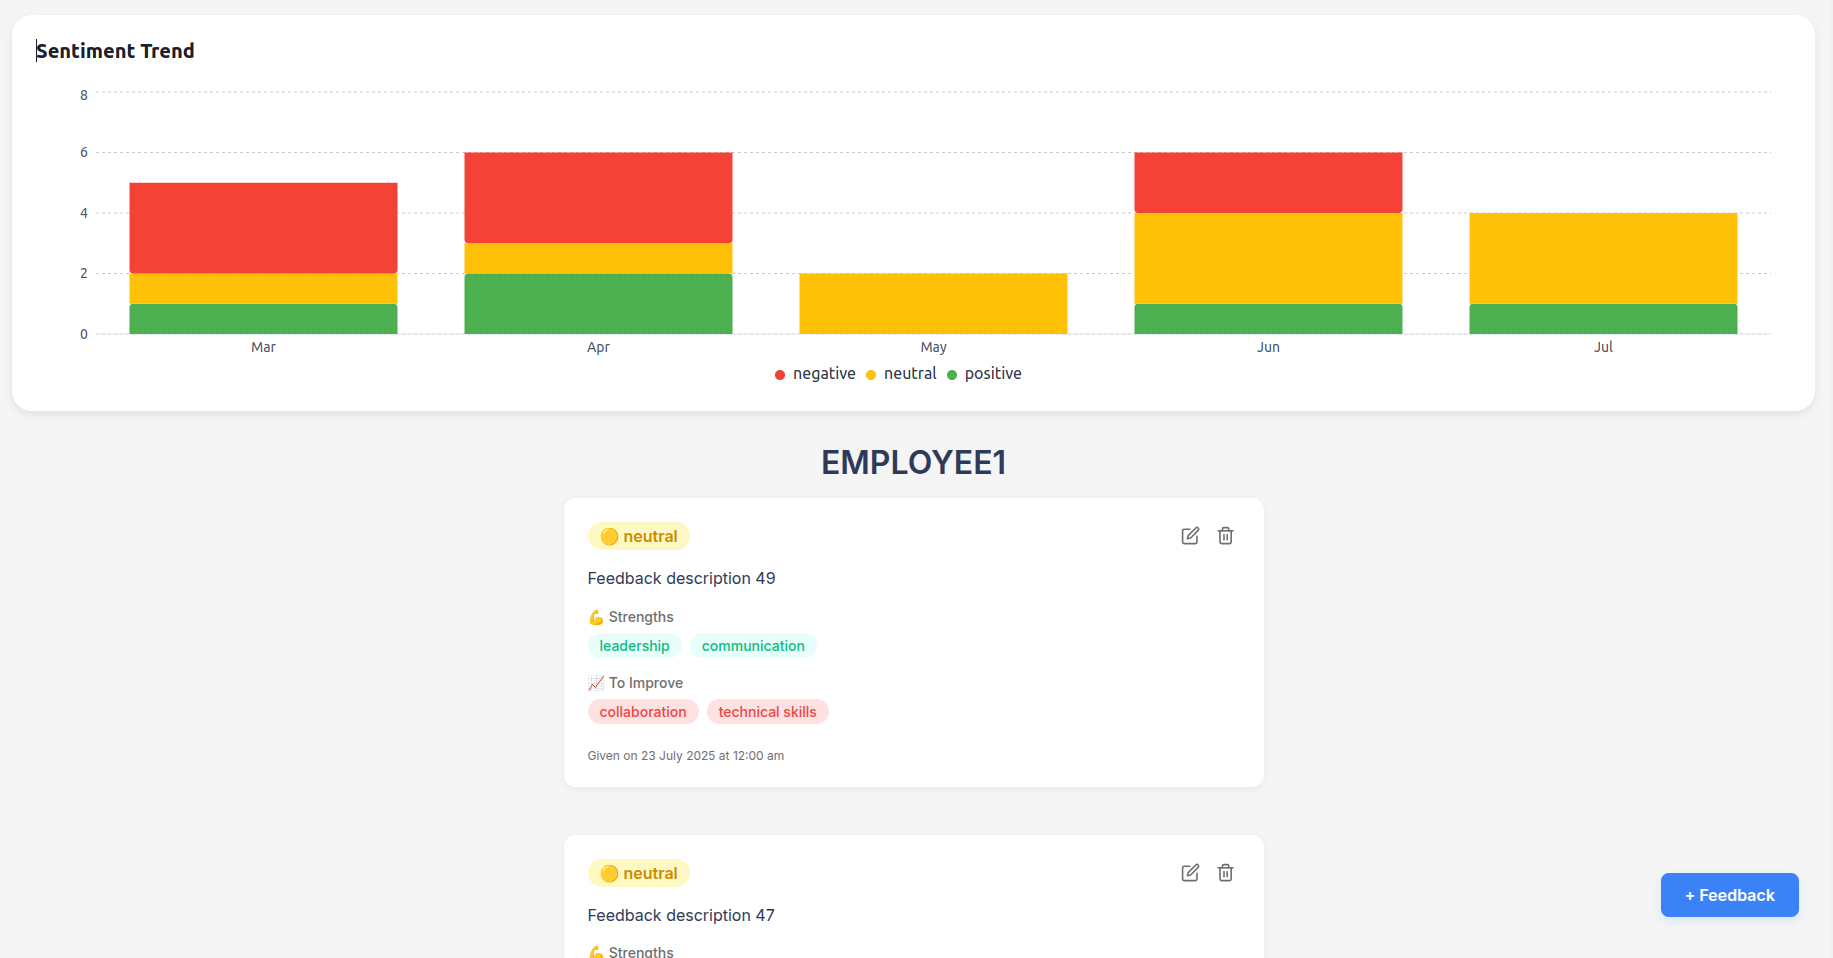 Sentiment Trend
8
6
4
2
0
Mar Apr May Jun Jul
negative neutral positive
EMPLOYEE1
neutral
Feedback description 49
💪 Strengths
leadership communication
📈 To Improve
collaboration technical skills
Given on 23 July 2025 at 12:00 am
neutral
Feedback description 47
💪 Strengths
+ Feedback